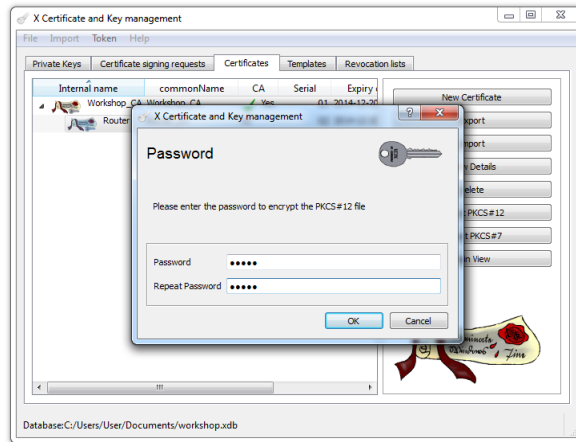 X Certificate and Key management
File Import Token Help
Private Keys Certificate signing requests Certificates Templates Revocation lists
Internal name commonName CA Serial Expiry
Workshop_CA Workshop_CA Yes 01 2014-12-20
Router
New Certificate
xport
mport
Details
elete
PKCS#12
t PKCS#7
n View
X Certificate and Key management
Password
Please enter the password to encrypt the PKCS#12 file
Password •••••
Repeat Password •••••
OK Cancel
Database:C:/Users/User/Documents/workshop.xdb